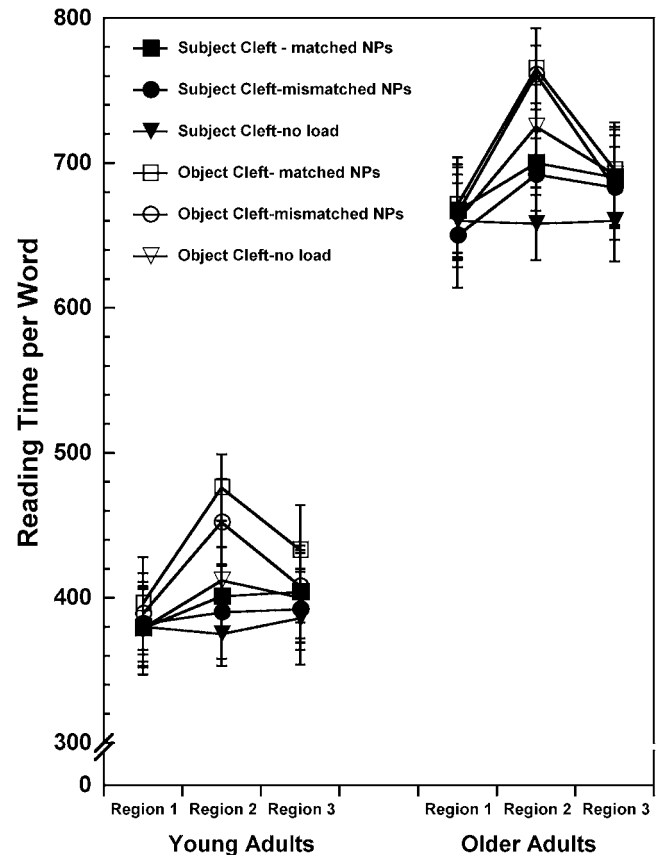 800
700
600
500
400
300
0
Reading Time per Word
Subject Cleft - matched NPs
Subject Cleft-mismatched NPs
Subject Cleft-no load
Object Cleft- matched NPs
Object Cleft-mismatched NPs
Object Cleft-no load
Region 1 Region 2 Region 3 Region 1 Region 2 Region 3
Young Adults Older Adults